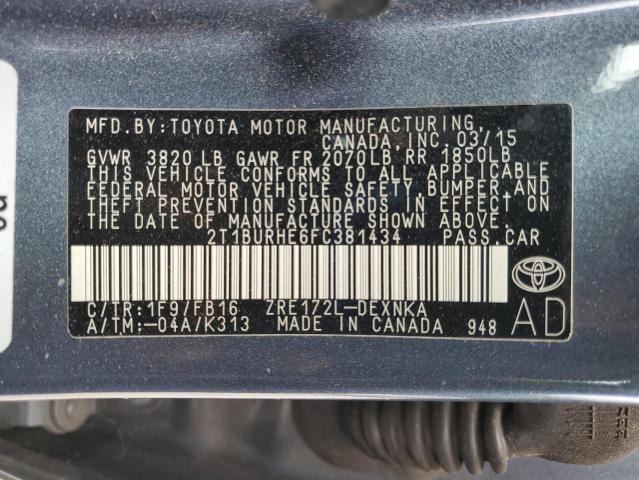 MFD. BY: TOYOTA MOTOR MANUFACTURING
CANADA, INC. 03/15
GVWR 3820 LB GAWR FR 2070LB RR 1850LB
THIS VEHICLE CONFORMS TO ALL APPLICABLE
FEDERAL MOTOR VEHICLE SAFETY, BUMPER, AND
THEFT PREVENTION STANDARDS IN EFFECT ON
THE DATE OF MANUFACTURE SHOWN ABOVE.
2T1BURHE6FC381434 PASS.CAR
C/TR:1F9/FB16 ZRE172L-DEXNKA
A/TM:-04A/K313 MADE IN CANADA 948
AD